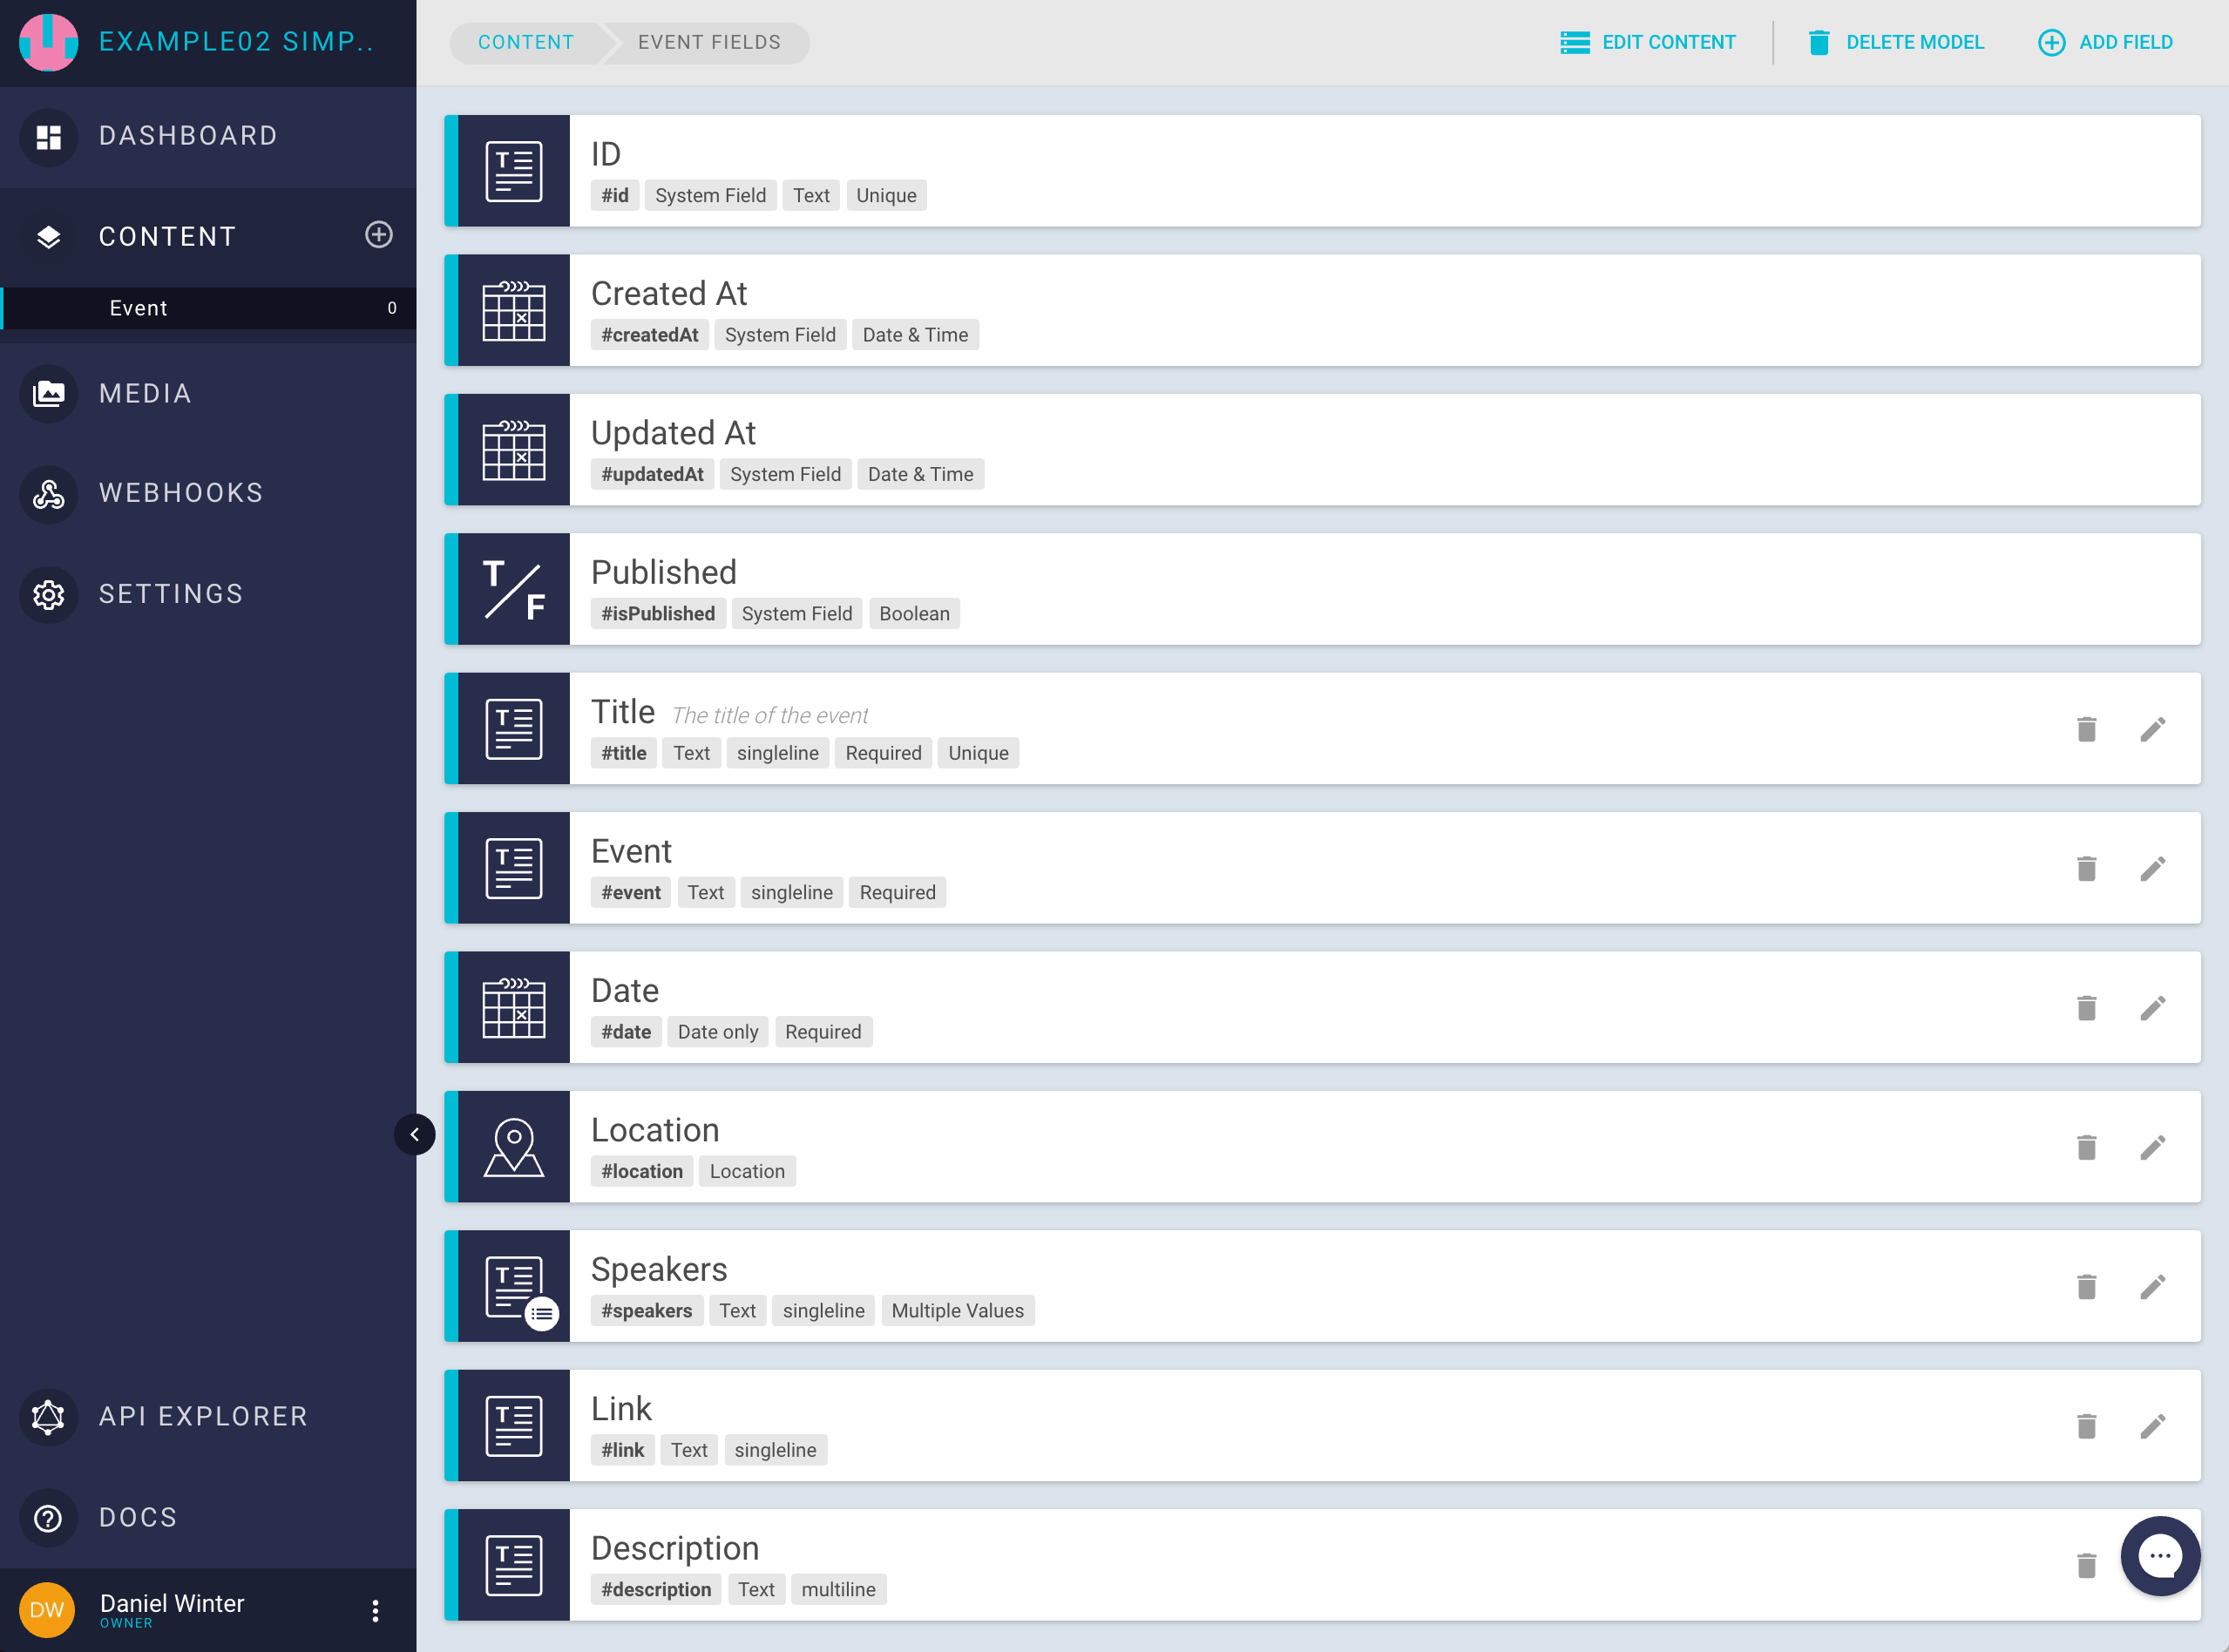 EXAMPLE02 SIMP..
DASHBOARD
CONTENT
Event 0
MEDIA
WEBHOOKS
SETTINGS
API EXPLORER
DOCS
DW
Daniel Winter
OWNER
CONTENT EVENT FIELDS
EDIT CONTENT DELETE MODEL ADD FIELD
ID
#id System Field Text Unique
Created At
#createdAt System Field Date & Time
Updated At
#updatedAt System Field Date & Time
T/F
Published
#isPublished System Field Boolean
T
Title The title of the event
#title Text singleline Required Unique
T
Event
#event Text singleline Required
Date
#date Date only Required
Location
#location Location
T
Speakers
#speakers Text singleline Multiple Values
T
Link
#link Text singleline
T
Description
#description Text multiline